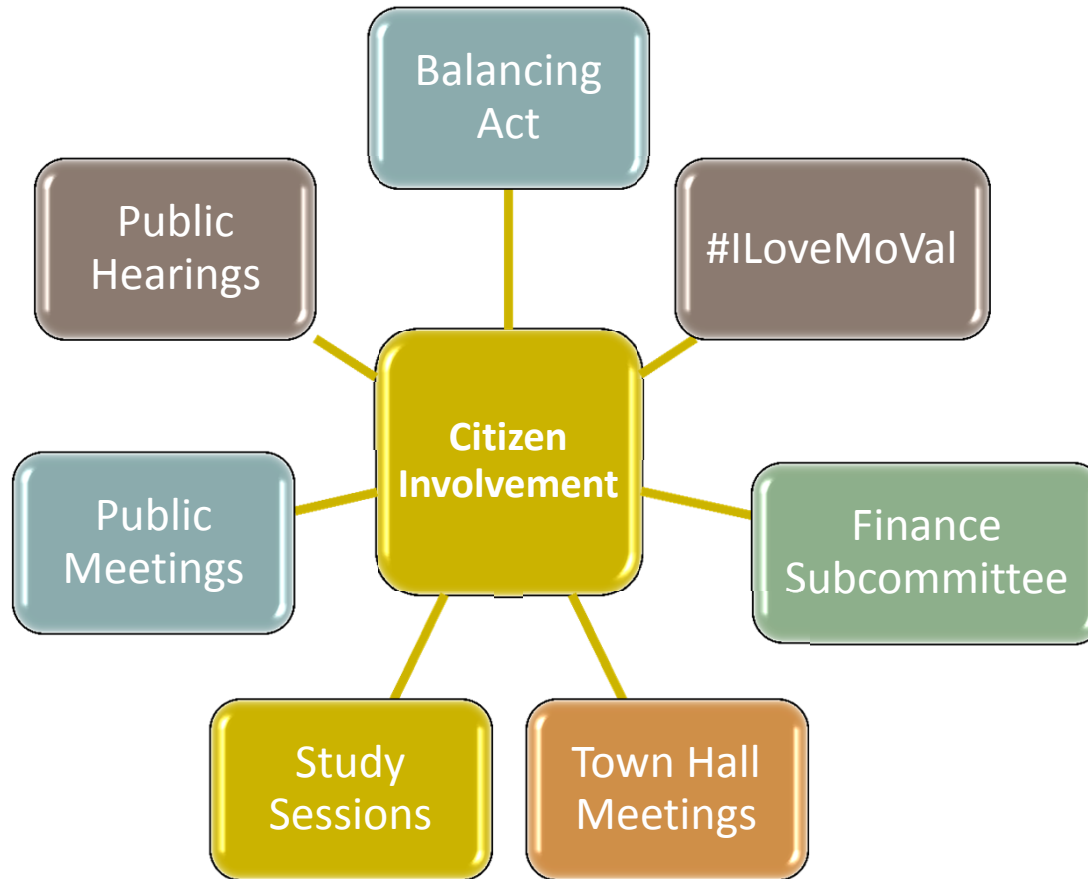 Balancing
Act
Public
Hearings
#ILoveMoVal
Citizen
Involvement
Public
Meetings
Finance
Subcommittee
Study
Sessions
Town Hall
Meetings